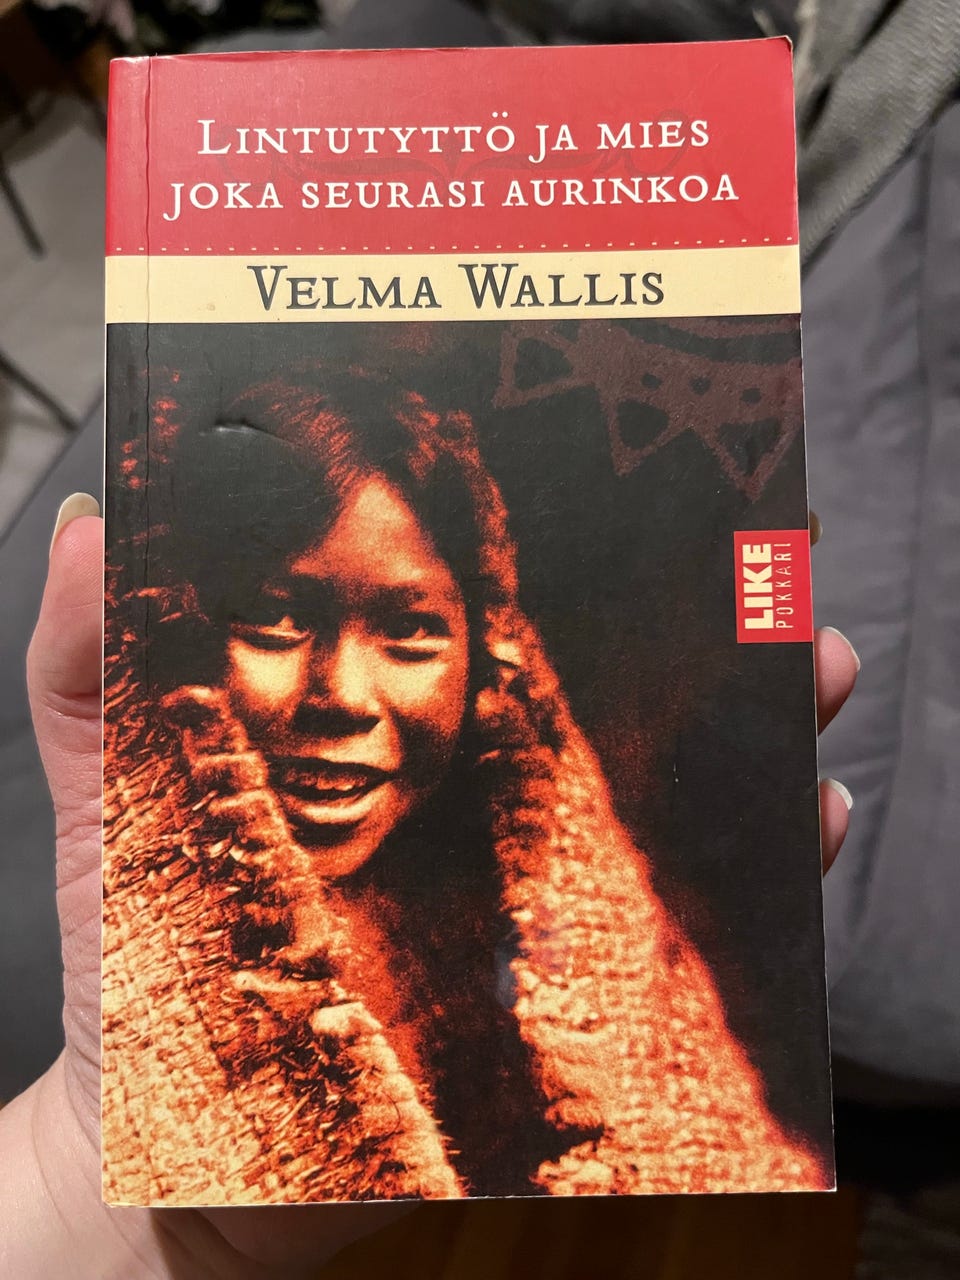 LINTUTYTTÖ JA MIES
JOKA SEURASI AURINKOA
VELMA WALLIS
LIKE
POKKARI